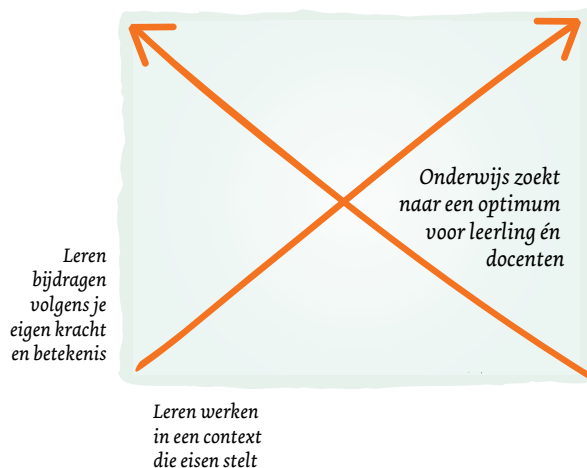 Onderwijs zoekt
naar een optimum
voor leerling én
docenten
Leren
bijdragen
volgens je
eigen kracht
en betekenis
Leren werken
in een context
die eisen stelt